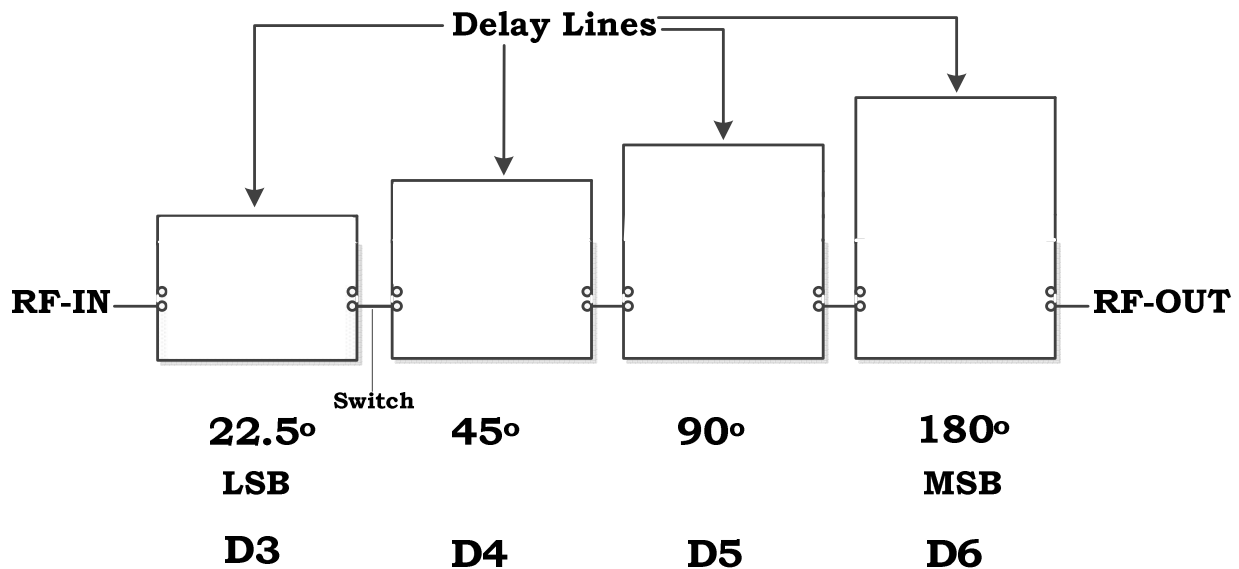 Delay Lines
RF-IN
RF-OUT
Switch
22.5º 45º 90º 180º
LSB MSB
D3 D4 D5 D6